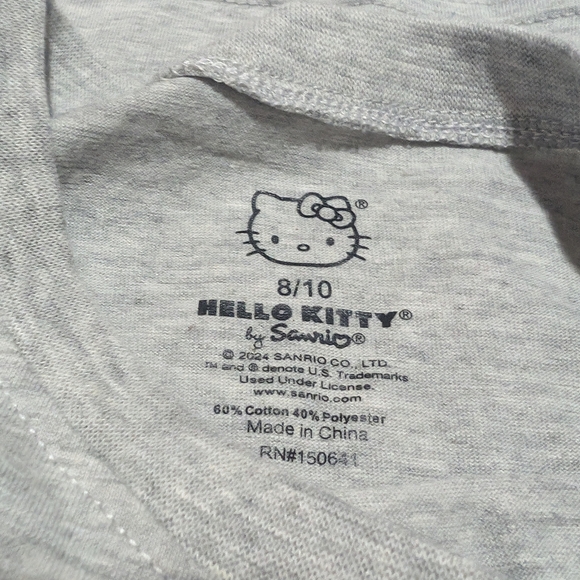 ®
8/10
HELLO KITTY®
by Sanrio®
© 2024 SANRIO CO., LTD.
TM and ® denote U.S. Trademarks
Used Under License.
www.sanrio.com
60% Cotton 40% Polyester
Made in China
RN#150641